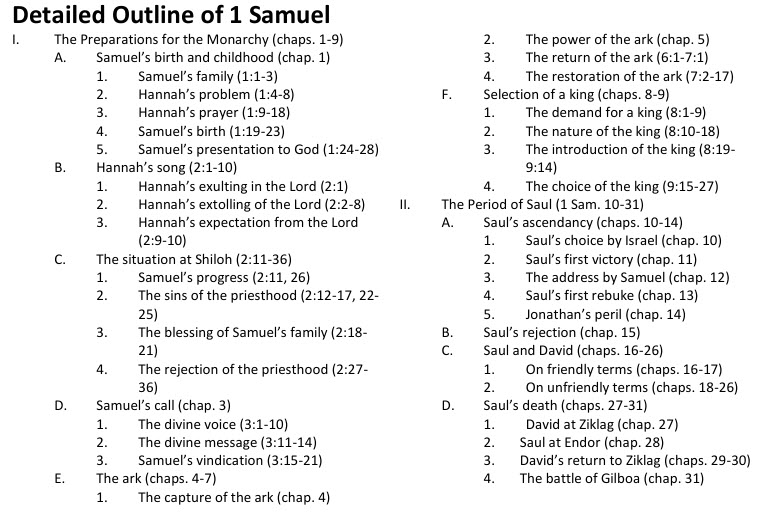 Detailed Outline of 1 Samuel
I. The Preparations for the Monarchy (chaps. 1-9)
A. Samuel's birth and childhood (chap. 1)
1. Samuel's family (1:1-3)
2. Hannah's problem (1:4-8)
3. Hannah's prayer (1:9-18)
4. Samuel's birth (1:19-23)
5. Samuel's presentation to God (1:24-28)
B. Hannah's song (2:1-10)
1. Hannah's exulting in the Lord (2:1)
2. Hannah's extolling of the Lord (2:2-8)
3. Hannah's expectation from the Lord
(2:9-10)
C. The situation at Shiloh (2:11-36)
1. Samuel's progress (2:11, 26)
2. The sins of the priesthood (2:12-17, 22-
25)
3. The blessing of Samuel's family (2:18-
21)
4. The rejection of the priesthood (2:27-
36)
D. Samuel's call (chap. 3)
1. The divine voice (3:1-10)
2. The divine message (3:11-14)
3. Samuel's vindication (3:15-21)
E. The ark (chaps. 4-7)
1. The capture of the ark (chap. 4)
2. The power of the ark (chap. 5)
3. The return of the ark (6:1-7:1)
4. The restoration of the ark (7:2-17)
F. Selection of a king (chaps. 8-9)
1. The demand for a king (8:1-9)
2. The nature of the king (8:10-18)
3. The introduction of the king (8:19-
9:14)
4. The choice of the king (9:15-27)
II. The Period of Saul (1 Sam. 10-31)
A. Saul's ascendancy (chaps. 10-14)
1. Saul's choice by Israel (chap. 10)
2. Saul's first victory (chap. 11)
3. The address by Samuel (chap. 12)
4. Saul's first rebuke (chap. 13)
5. Jonathan's peril (chap. 14)
B. Saul's rejection (chap. 15)
C. Saul and David (chaps. 16-26)
1. On friendly terms (chaps. 16-17)
2. On unfriendly terms (chaps. 18-26)
D. Saul's death (chaps. 27-31)
1. David at Ziklag (chap. 27)
2. Saul at Endor (chap. 28)
3. David's return to Ziklag (chaps. 29-30)
4. The battle of Gilboa (chap. 31)